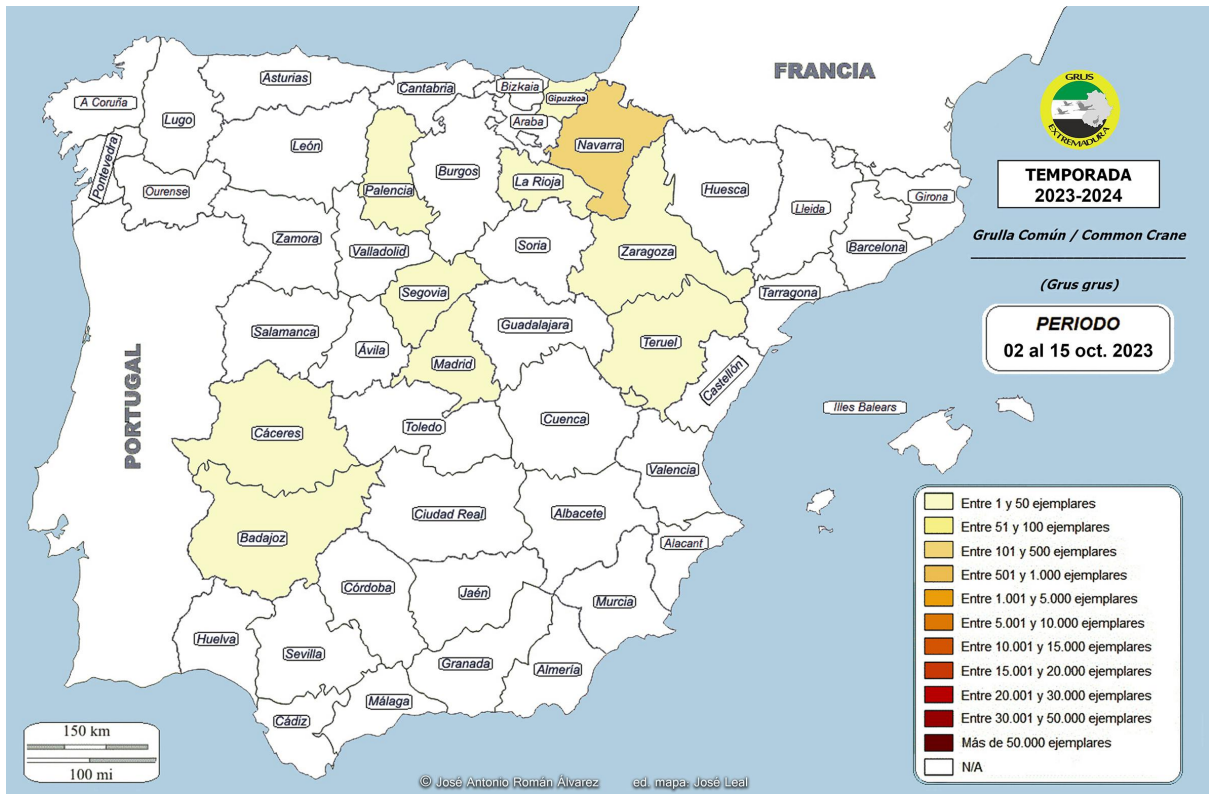 FRANCIA
GRUS
EXTREMADURA
TEMPORADA
2023-2024
Grulla Común / Common Crane
(Grus grus)
PERIODO
02 al 15 oct. 2023
A Coruña
Lugo
Asturias
Cantabria
Bizkaia
Gipuzkoa
Araba
Navarra
Pontevedra
Ourense
León
Palencia
Burgos
La Rioja
Huesca
Lleida
Girona
Barcelona
Zamora
Valladolid
Soria
Zaragoza
Tarragona
Segovia
Salamanca
Ávila
Madrid
Guadalajara
Teruel
Castellón
PORTUGAL
Cáceres
Toledo
Cuenca
Valencia
Illes Balears
Badajoz
Ciudad Real
Albacete
Alacant
Córdoba
Jaén
Murcia
Huelva
Sevilla
Granada
Almería
Málaga
Cádiz
Entre 1 y 50 ejemplares
Entre 51 y 100 ejemplares
Entre 101 y 500 ejemplares
Entre 501 y 1.000 ejemplares
Entre 1.001 y 5.000 ejemplares
Entre 5.001 y 10.000 ejemplares
Entre 10.001 y 15.000 ejemplares
Entre 15.001 y 20.000 ejemplares
Entre 20.001 y 30.000 ejemplares
Entre 30.001 y 50.000 ejemplares
Más de 50.000 ejemplares
N/A
150 km
100 mi
© José Antonio Román Álvarez ed. mapa: José Leal